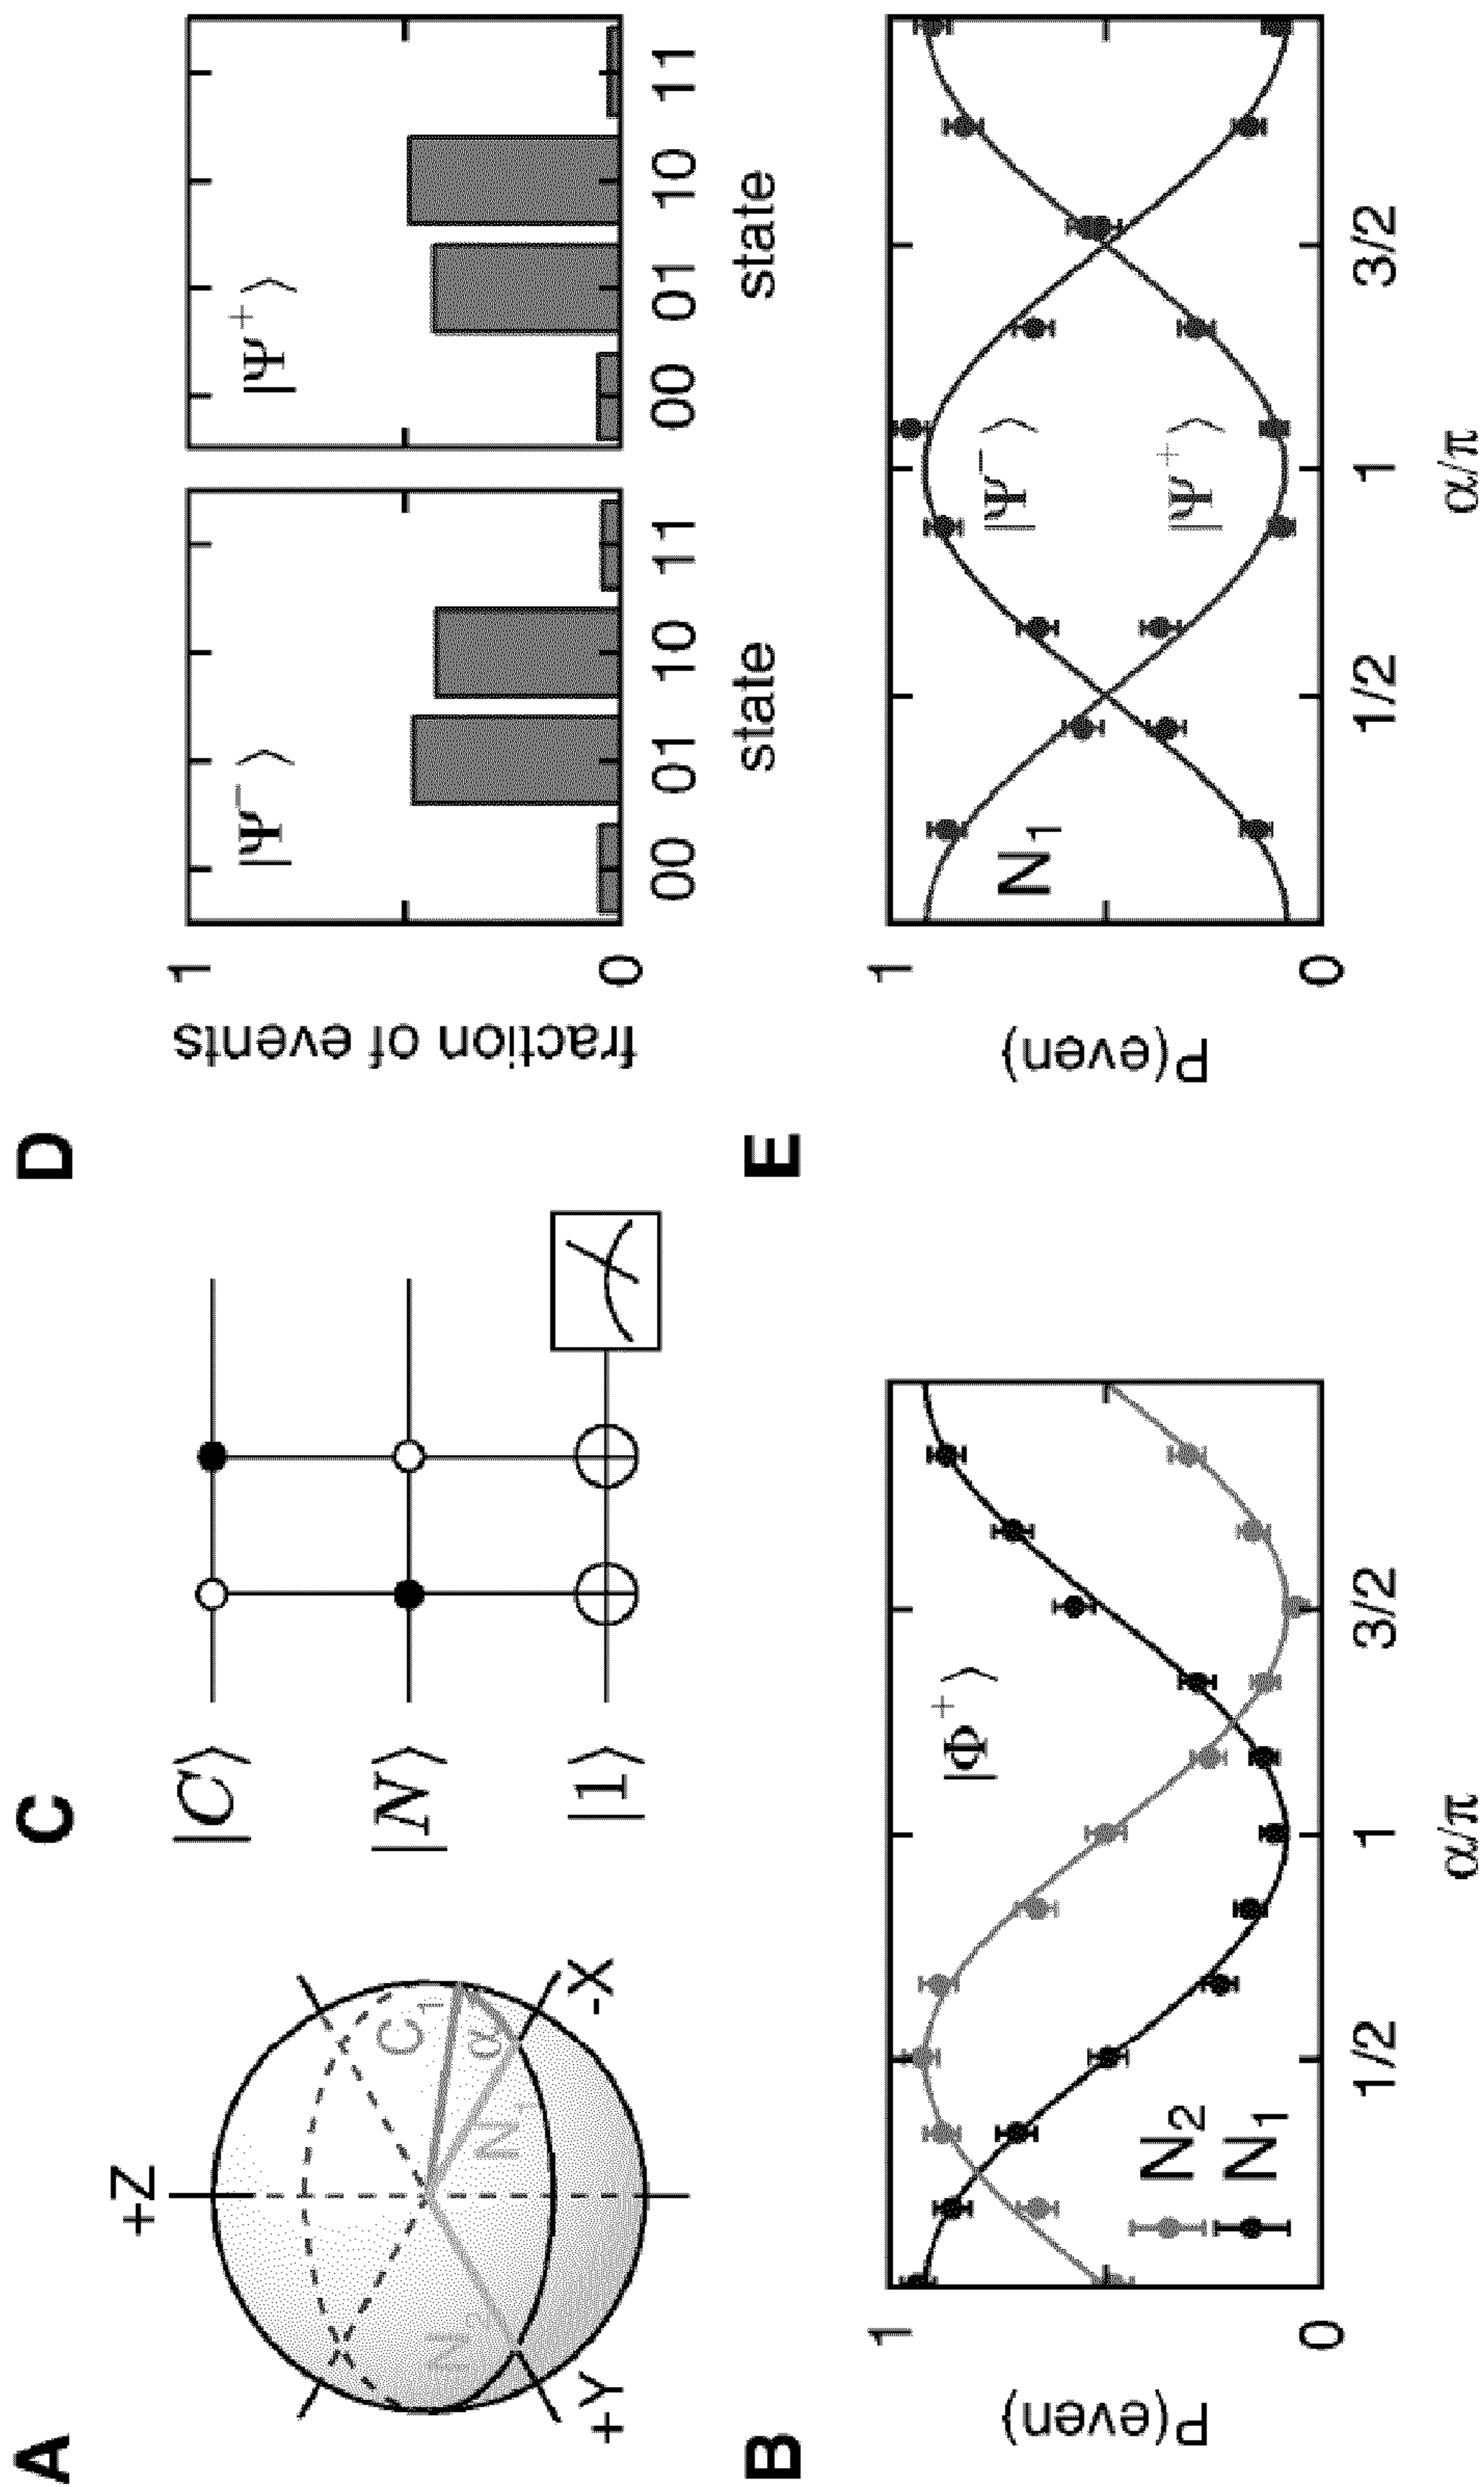 A
+Z
+Y
-X
N2
N1
C1
α
B
P(even)
1
0
|Φ+⟩
N2
N1
1/2
1
3/2
α/π
C
|C⟩
|N⟩
|1⟩
D
fraction of events
1
0
|Ψ−⟩
00 01 10 11
state
|Ψ+⟩
00 01 10 11
state
E
P(even)
1
0
N1
|Ψ−⟩
|Ψ+⟩
1/2
1
3/2
α/π